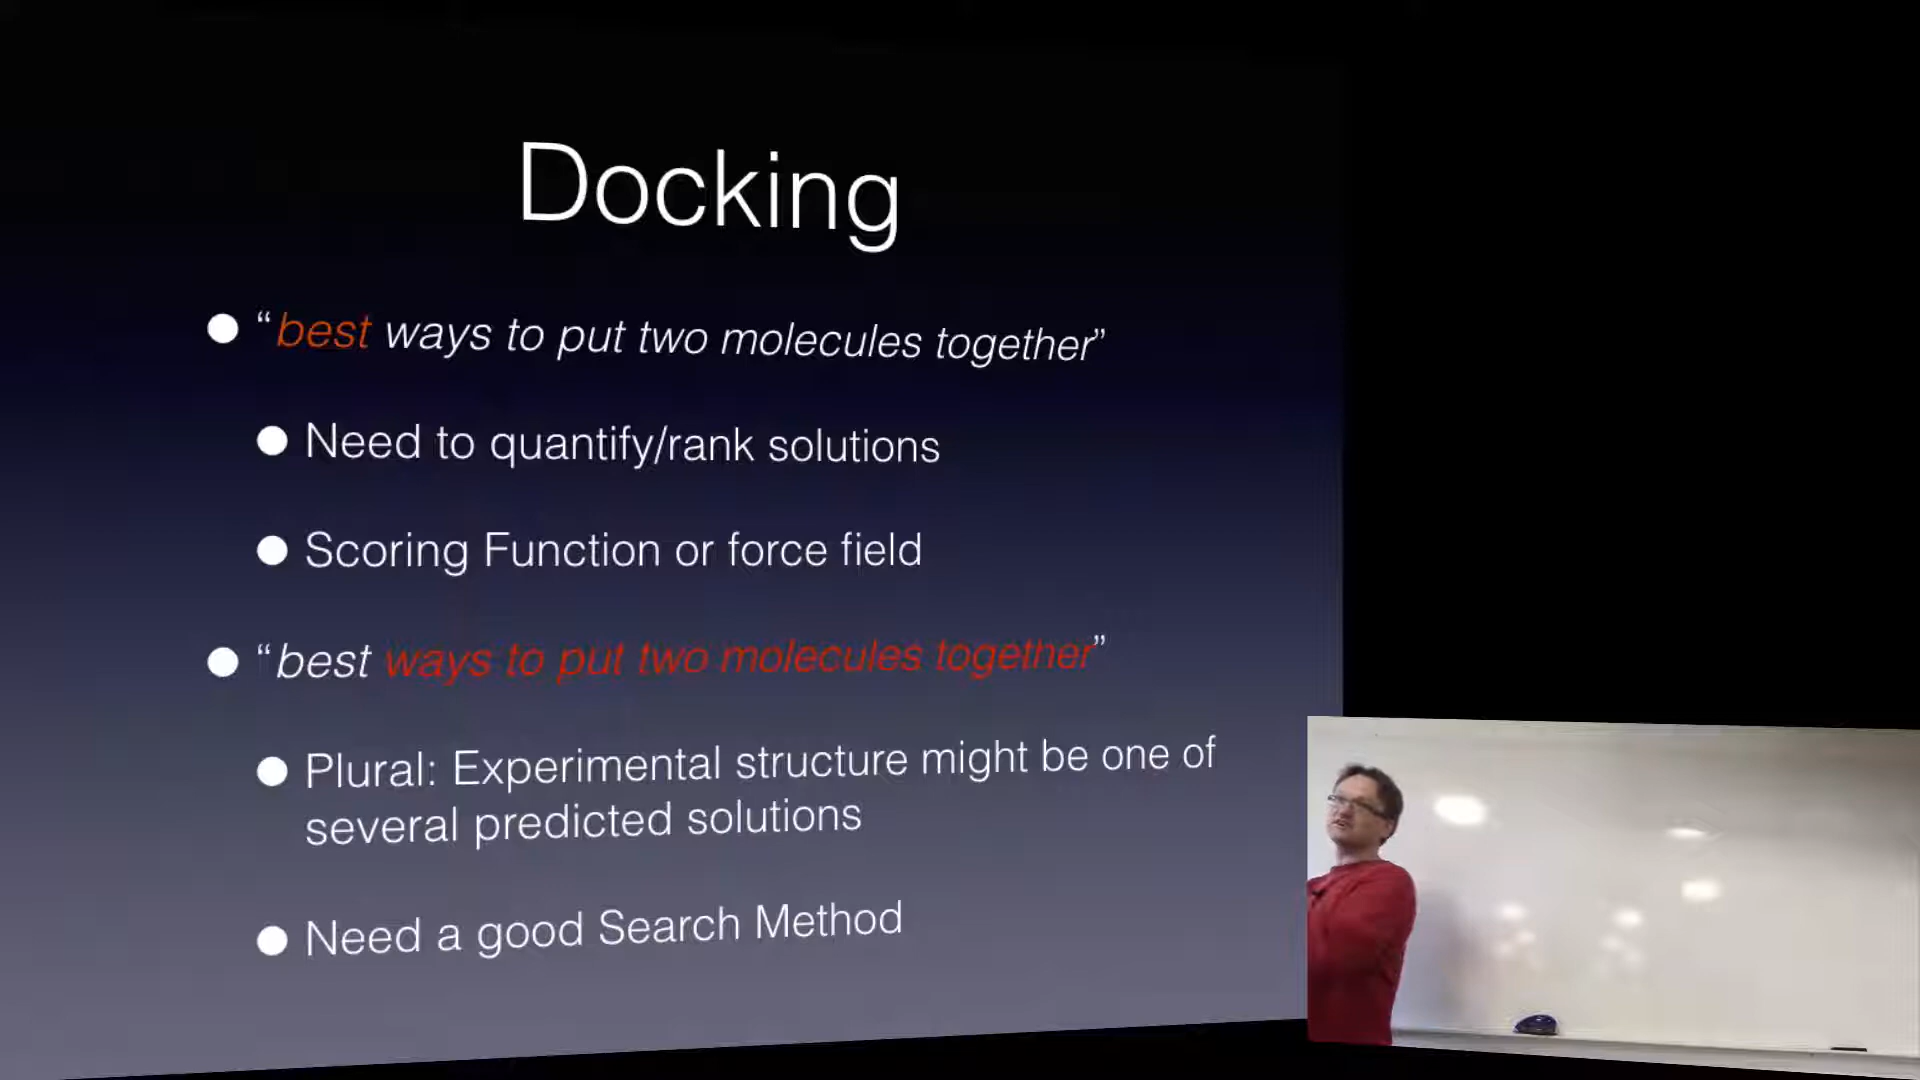 Docking
“best ways to put two molecules together”
Need to quantify/rank solutions
Scoring Function or force field
“best ways to put two molecules together”
Plural: Experimental structure might be one of
several predicted solutions
Need a good Search Method